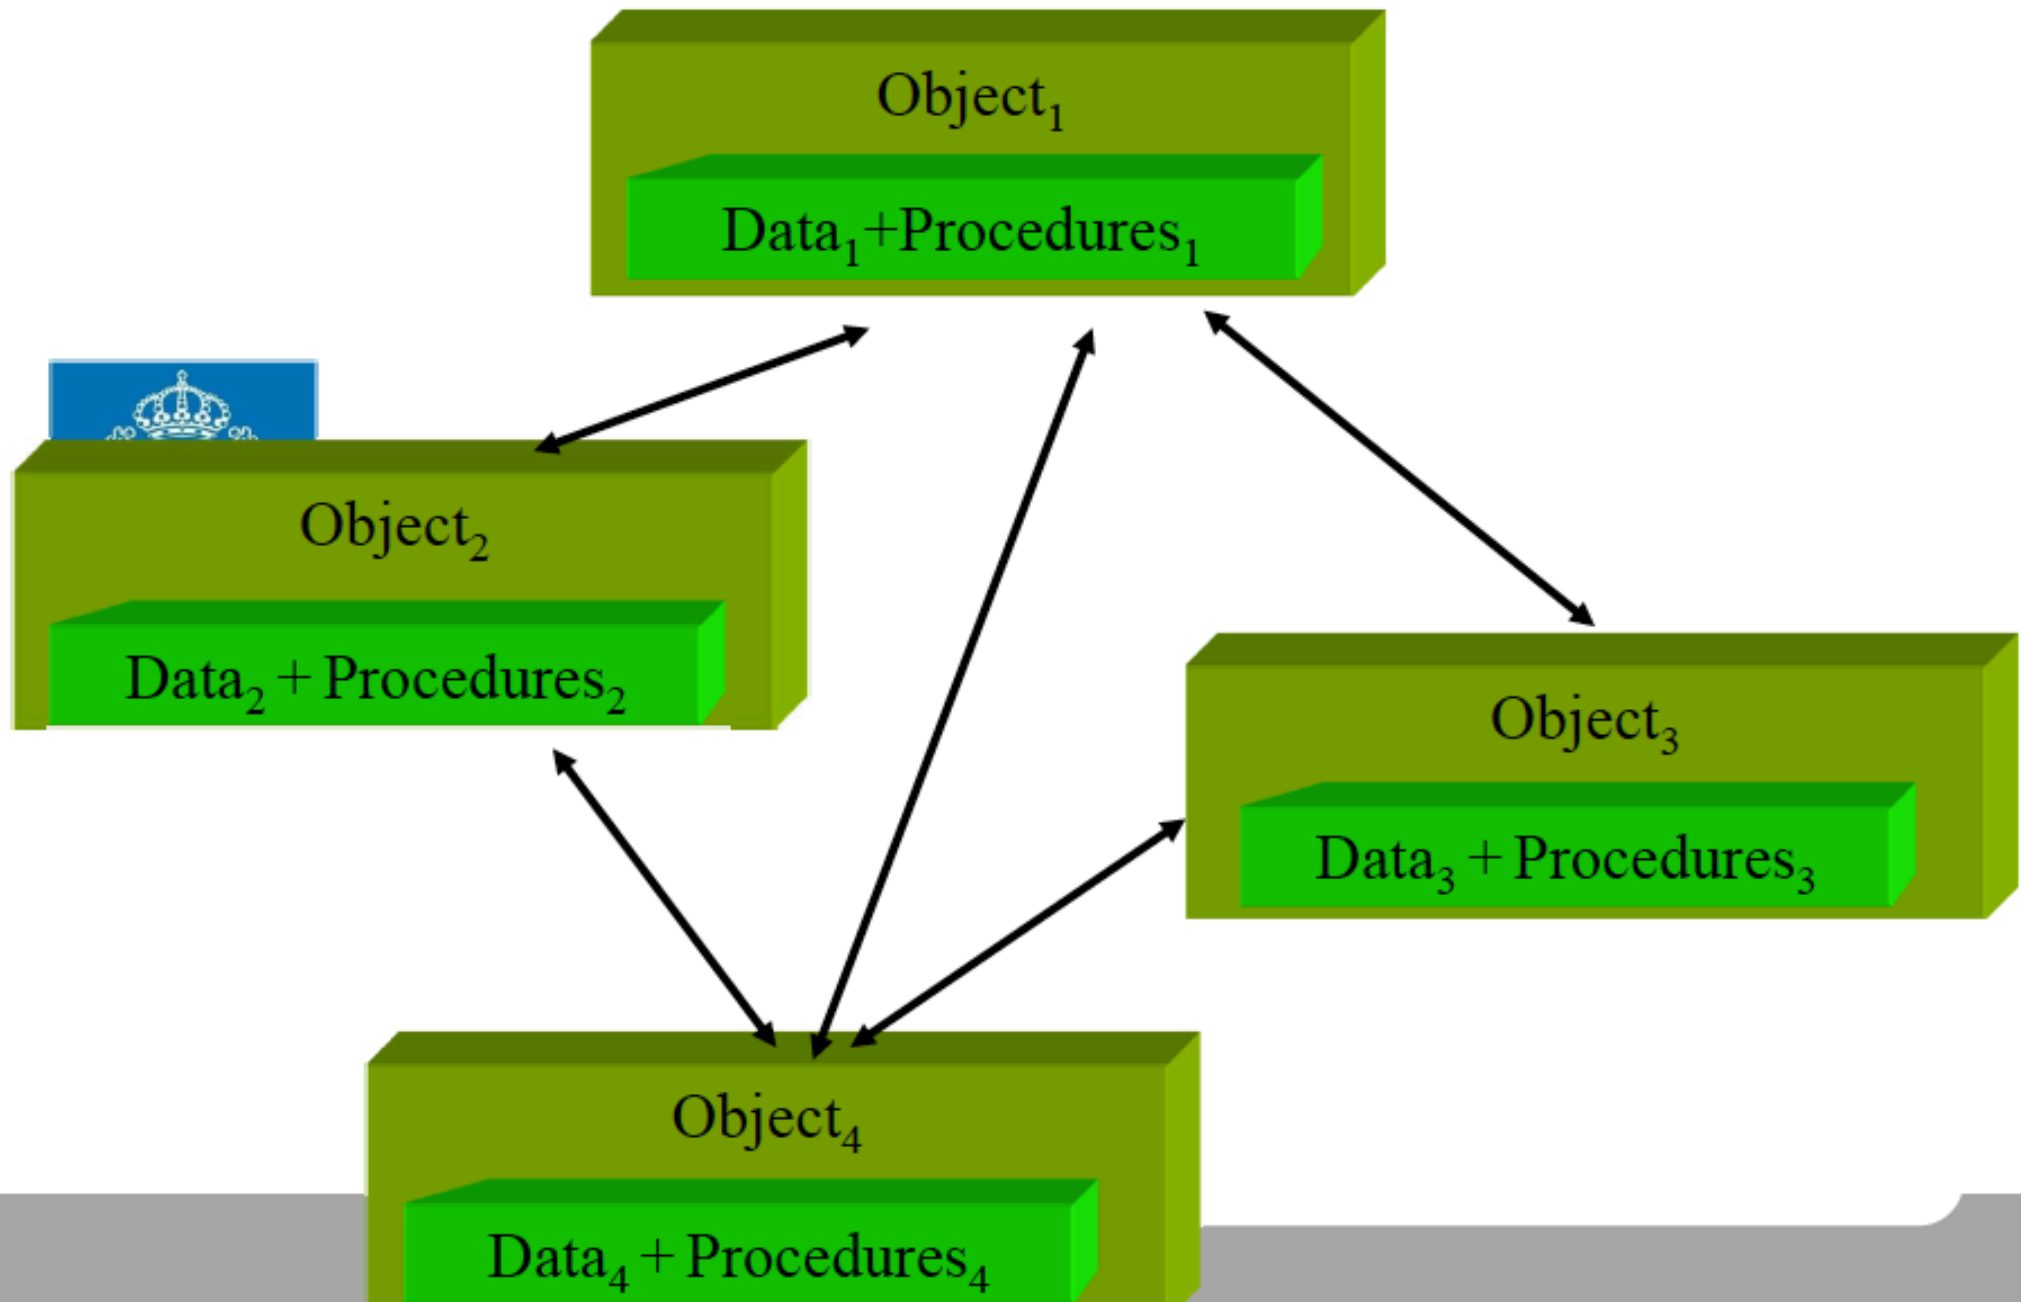 Object₁
Data₁+Procedures₁
Object₂
Data₂ + Procedures₂
Object₃
Data₃ + Procedures₃
Object₄
Data₄ + Procedures₄